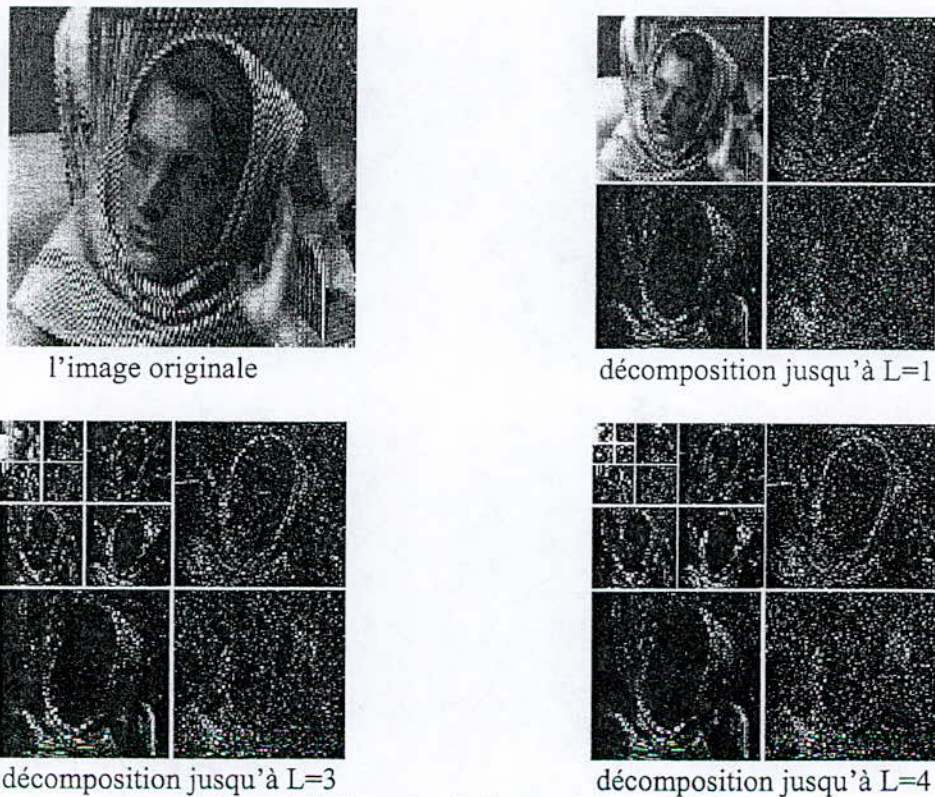 l'image originale
décomposition jusqu'à L=1
décomposition jusqu'à L=3
décomposition jusqu'à L=4